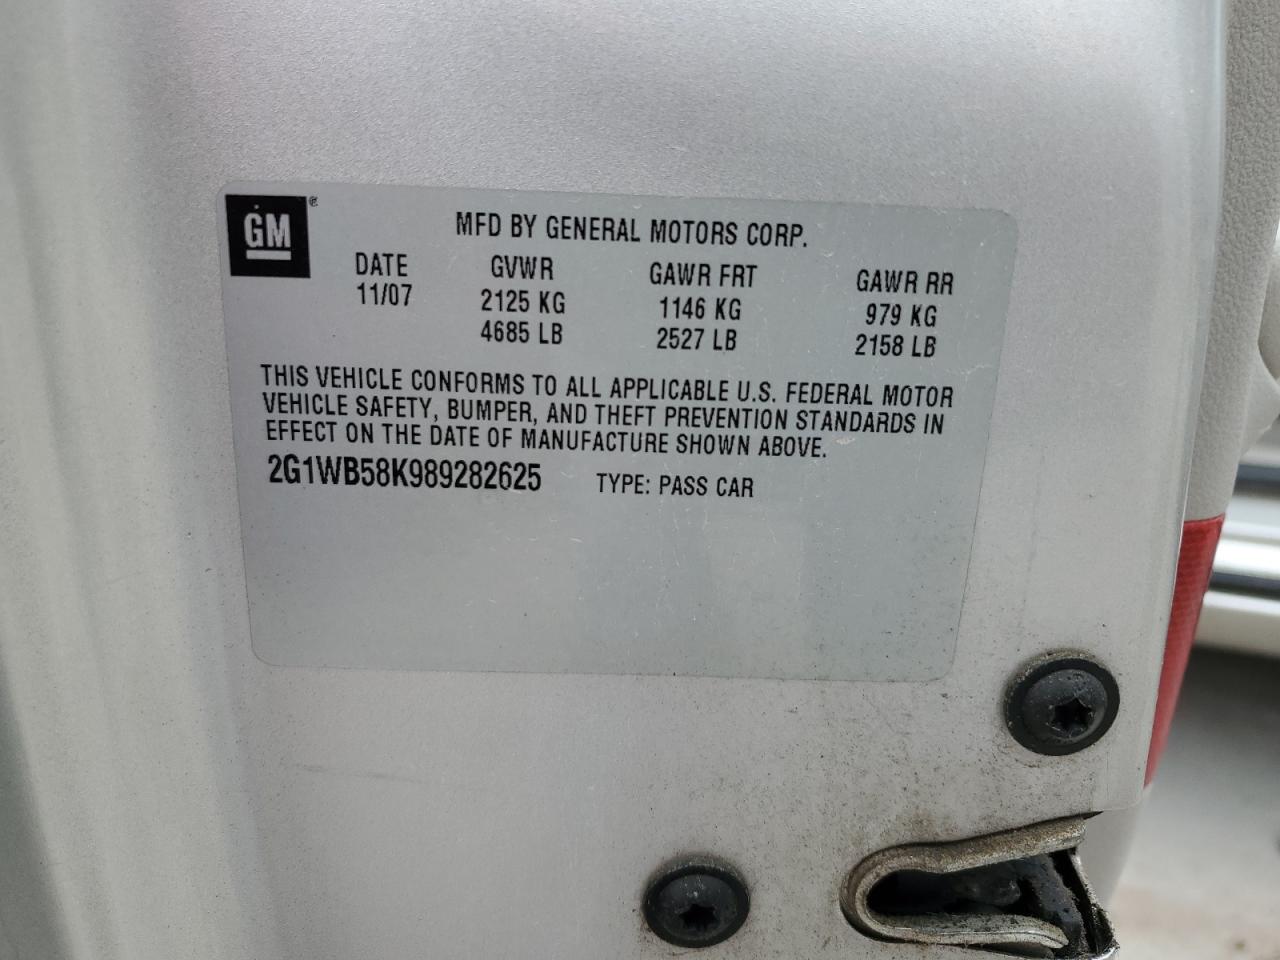 GM®
MFD BY GENERAL MOTORS CORP.
DATE GVWR GAWR FRT GAWR RR
11/07 2125 KG 1146 KG 979 KG
4685 LB 2527 LB 2158 LB
THIS VEHICLE CONFORMS TO ALL APPLICABLE U.S. FEDERAL MOTOR
VEHICLE SAFETY, BUMPER, AND THEFT PREVENTION STANDARDS IN
EFFECT ON THE DATE OF MANUFACTURE SHOWN ABOVE.
2G1WB58K989282625 TYPE: PASS CAR